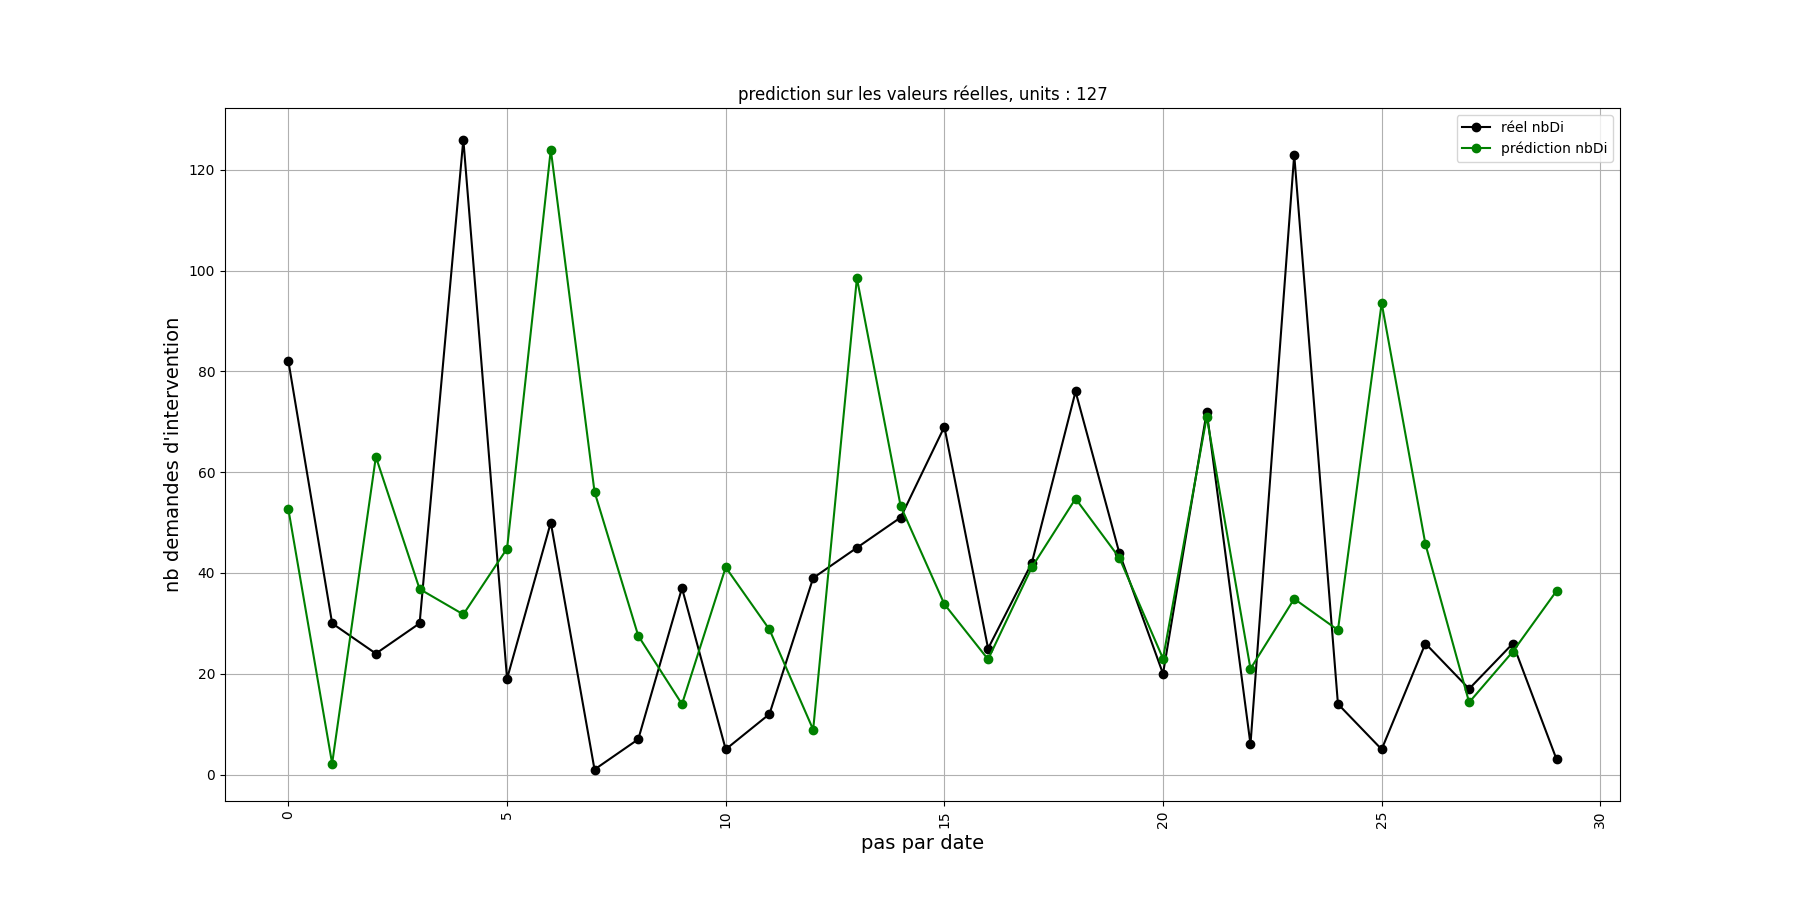 prediction sur les valeurs réelles, units : 127
réel nbDi
prédiction nbDi
nb demandes d'intervention
120
100
80
60
40
20
0
0 5 10 15 20 25 30
pas par date